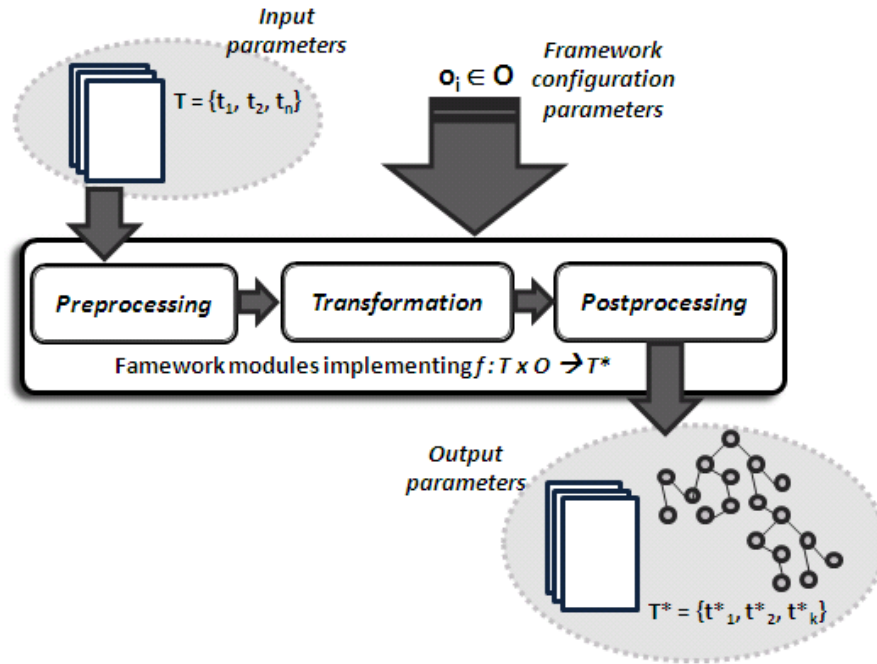 Input
parameters
T = {t₁, t₂, tₙ}
oᵢ ∈ O
Framework
configuration
parameters
Preprocessing
Transformation
Postprocessing
Famework modules implementing f : T x O → T*
Output
parameters
T* = {t*₁, t*₂, t*ₖ}